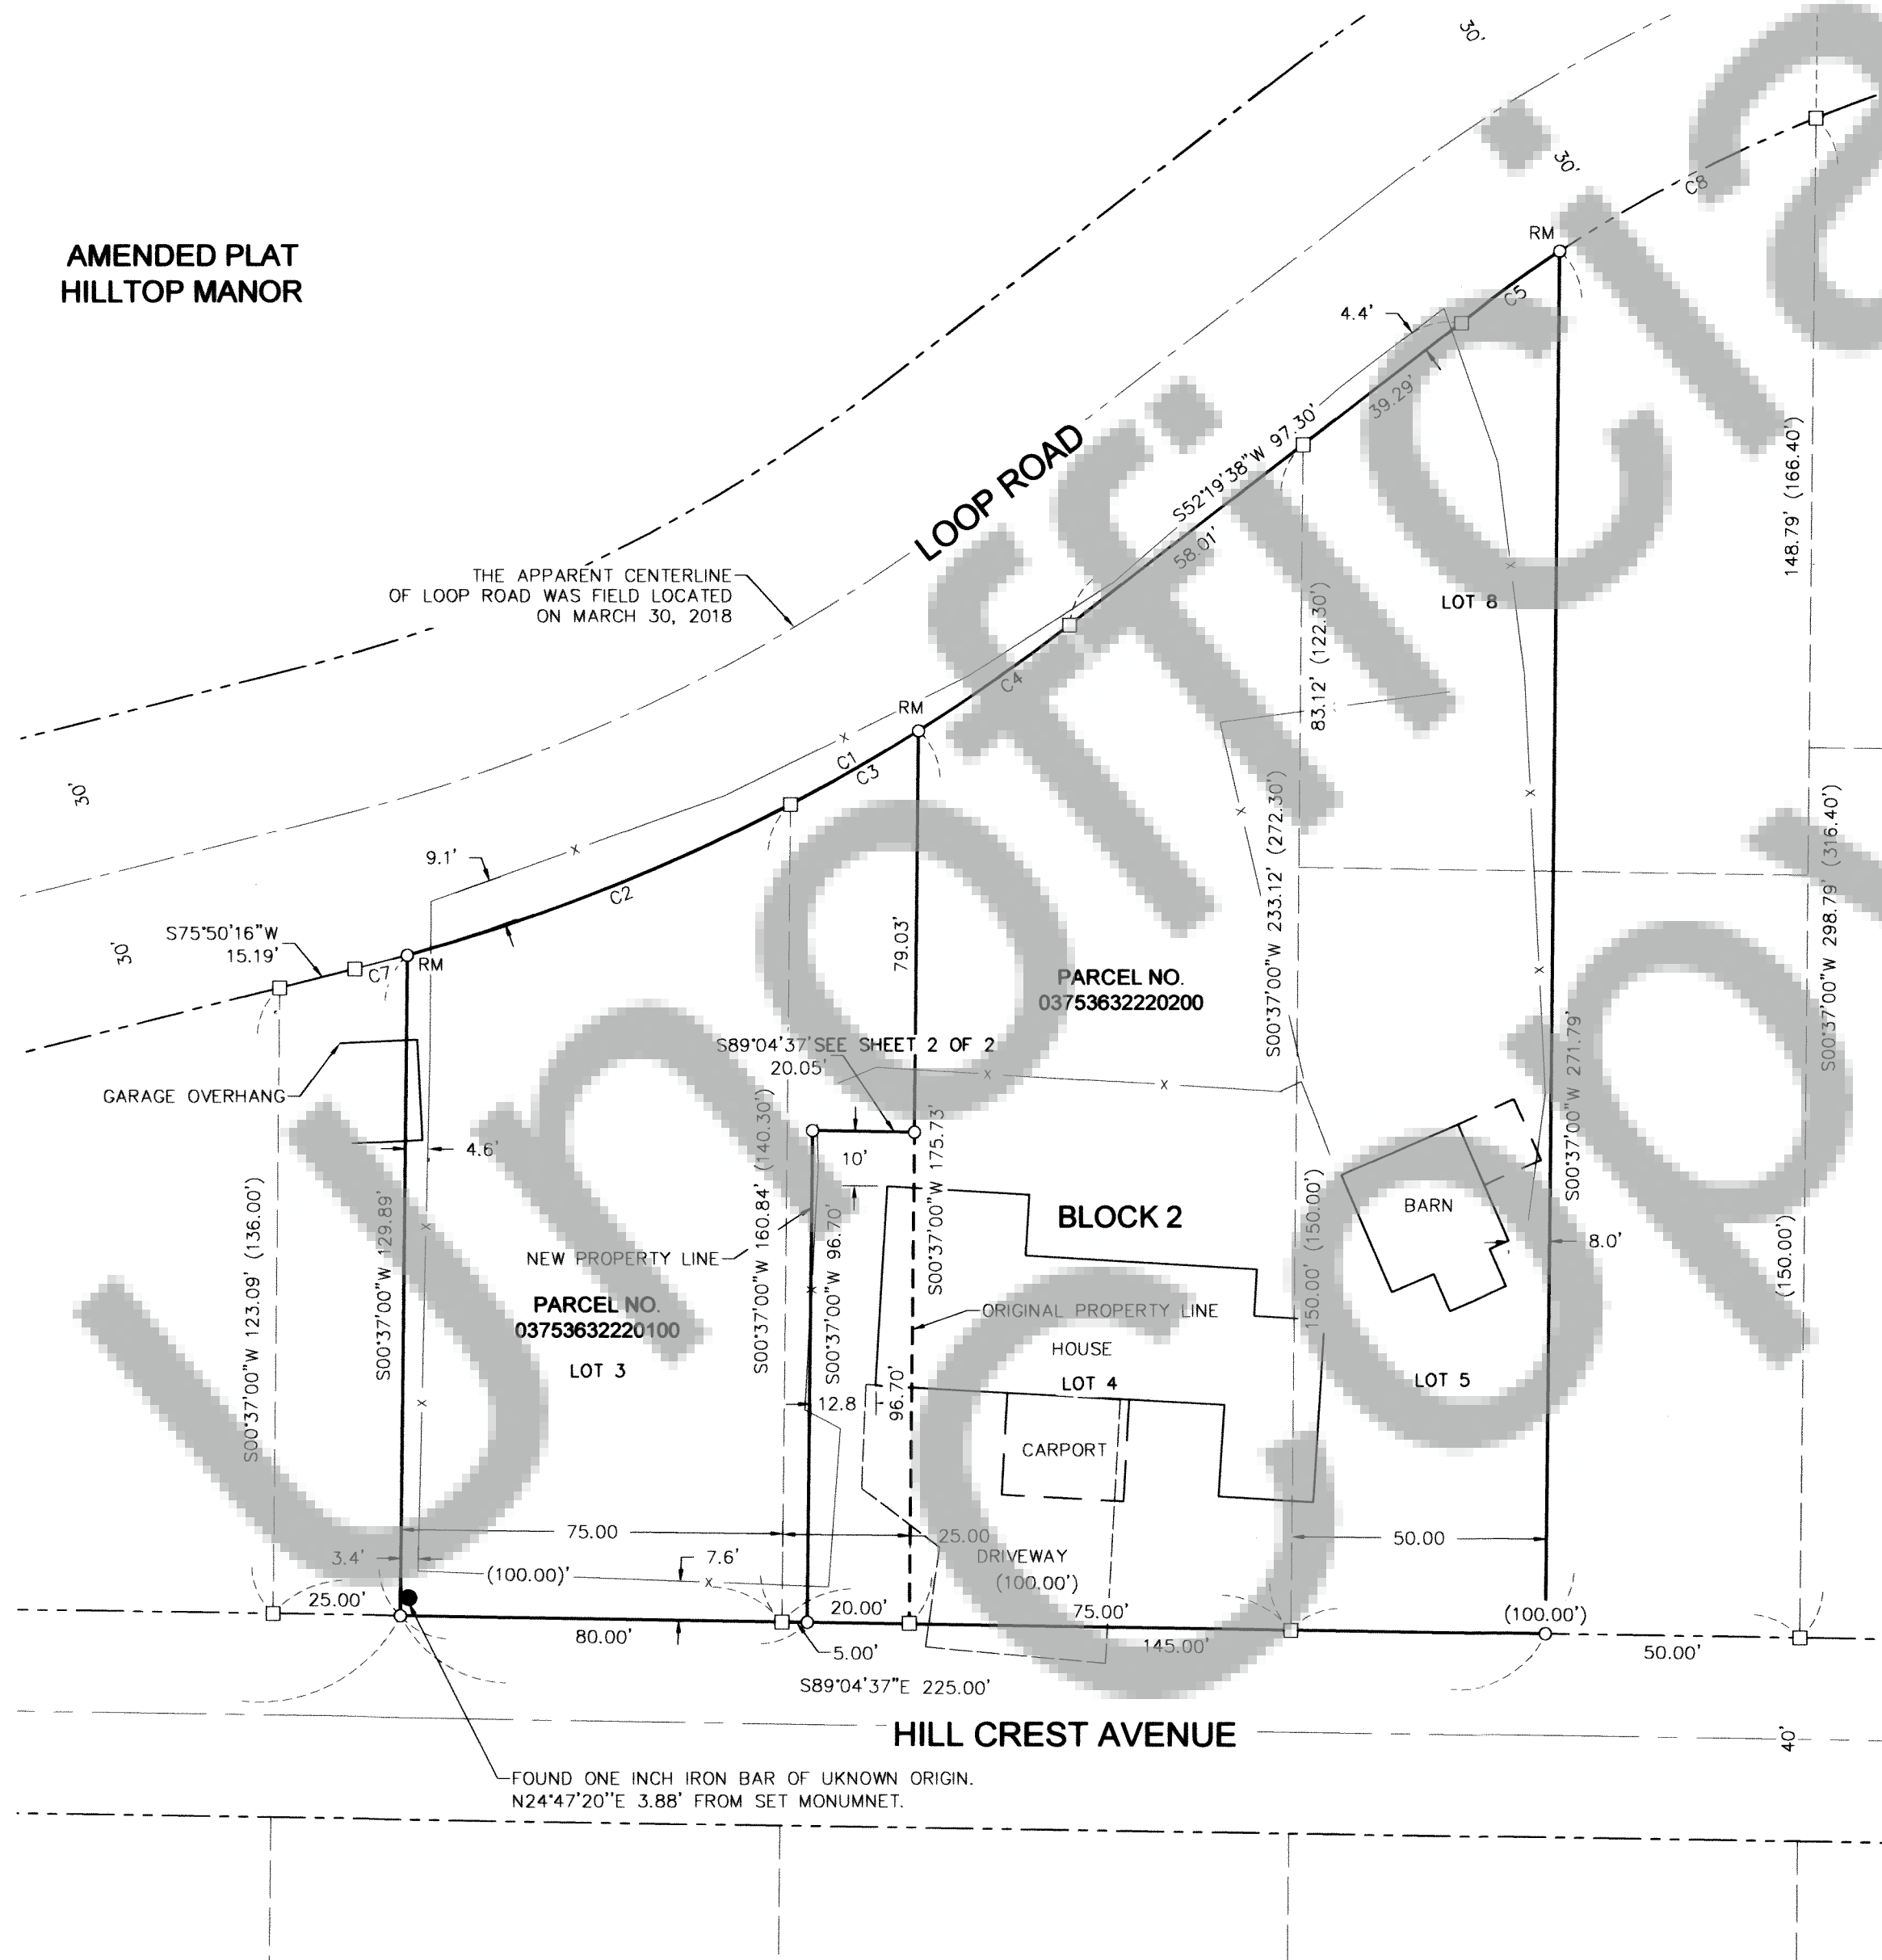 30'
30'
C8
RM
AMENDED PLAT
HILLTOP MANOR
C5
4.4'
39.29'
S52°19'38"W 97.30'
58.01'
148.79' (166.40')
LOOP ROAD
THE APPARENT CENTERLINE
OF LOOP ROAD WAS FIELD LOCATED
ON MARCH 30, 2018
LOT 8
83.12' (122.30')
C4
RM
C1
C3
30'
S00°37'00"W 233.12' (272.30')
S00°37'00"W 298.79' (316.40')
9.1'
C2
S75°50'16"W
15.19'
30'
C7
RM
79.03'
PARCEL NO.
03753632220200
S89°04'37'SEE SHEET 2 OF 2
20.05'
GARAGE OVERHANG
4.6'
10'
S00°37'00"W 175.73'
S00°37'00"W 271.79'
BARN
8.0'
BLOCK 2
150.00' (150.00')
(150.00')
S00°37'00"W 123.09' (136.00')
S00°37'00"W 129.89'
S00°37'00"W 160.84' (140.30')
S00°37'00"W 96.70'
NEW PROPERTY LINE
PARCEL NO.
03753632220100
LOT 3
ORIGINAL PROPERTY LINE
HOUSE
LOT 4
LOT 5
12.8
96.70'
CARPORT
75.00
25.00
50.00
3.4'
7.6'
(100.00)'
DRIVEWAY
(100.00')
25.00'
20.00'
75.00'
(100.00')
80.00'
5.00'
145.00'
50.00'
S89°04'37"E 225.00'
HILL CREST AVENUE
40'
FOUND ONE INCH IRON BAR OF UKNOWN ORIGIN.
N24°47'20"E 3.88' FROM SET MONUMNET.
Unofficial
Copy